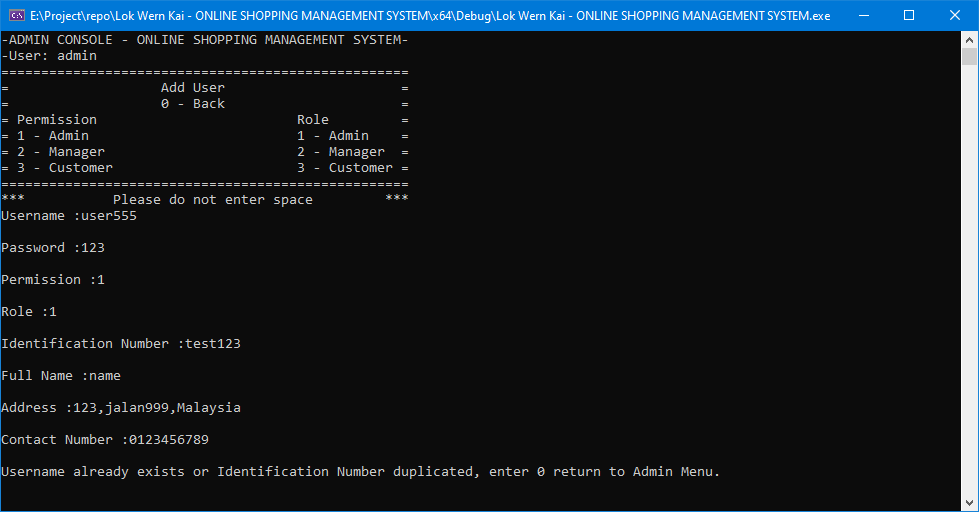 E:\Project\repo\Lok Wern Kai - ONLINE SHOPPING MANAGEMENT SYSTEM\x64\Debug\Lok Wern Kai - ONLINE SHOPPING MANAGEMENT SYSTEM.exe
-ADMIN CONSOLE - ONLINE SHOPPING MANAGEMENT SYSTEM-
-User: admin
===================================================
=                   Add User                      =
=                   0 - Back                      =
= Permission                         Role         =
= 1 - Admin                          1 - Admin    =
= 2 - Manager                        2 - Manager  =
= 3 - Customer                       3 - Customer =
===================================================
***           Please do not enter space         ***
Username :user555
Password :123
Permission :1
Role :1
Identification Number :test123
Full Name :name
Address :123,jalan999,Malaysia
Contact Number :0123456789
Username already exists or Identification Number duplicated, enter 0 return to Admin Menu.